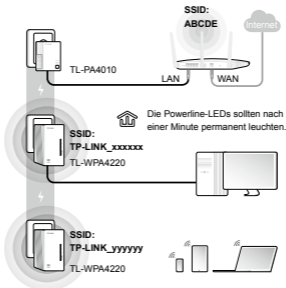 SSID:
ABCDE
Internet
TL-PA4010
LAN
WAN
Die Powerline-LEDs sollten nach
einer Minute permanent leuchten.
SSID:
TP-LINK_xxxxxx
TL-WPA4220
SSID:
TP-LINK_yyyyyy
TL-WPA4220